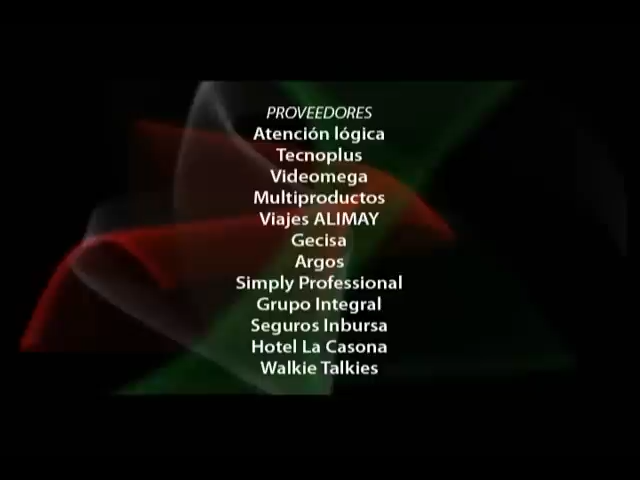 PROVEEDORES
Atención lógica
Tecnoplus
Videomega
Multiproductos
Viajes ALIMAY
Gecisa
Argos
Simply Professional
Grupo Integral
Seguros Inbursa
Hotel La Casona
Walkie Talkies